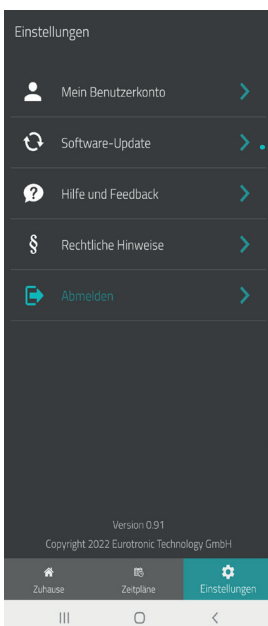 Einstellungen
Mein Benutzerkonto
Software-Update
Hilfe und Feedback
§ Rechtliche Hinweise
Abmelden
Version 0.91
Copyright 2022 Eurotronic Technology GmbH
Zuhause Zeitpläne Einstellungen